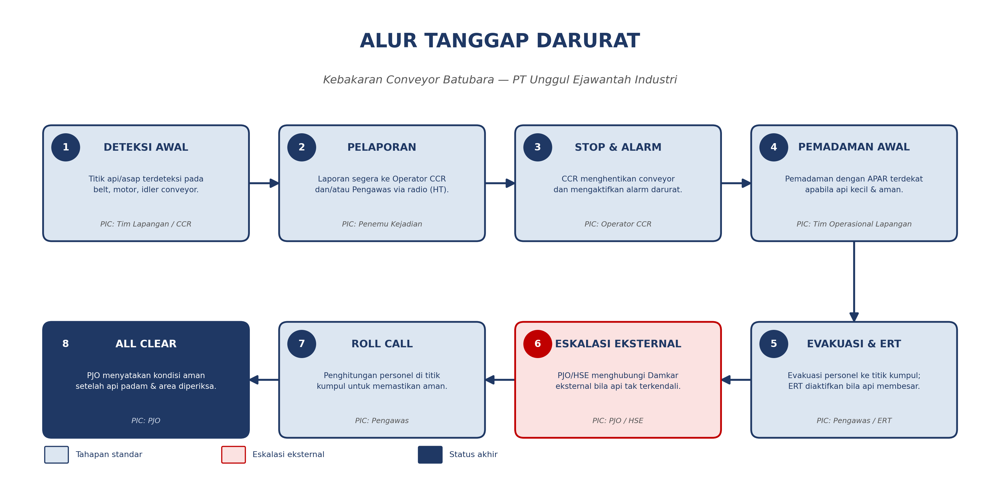 ALUR TANGGAP DARURAT
Kebakaran Conveyor Batubara — PT Unggul Ejawantah Industri
1
DETEKSI AWAL
Titik api/asap terdeteksi pada
belt, motor, idler conveyor.
PIC: Tim Lapangan / CCR
2
PELAPORAN
Laporan segera ke Operator CCR
dan/atau Pengawas via radio (HT).
PIC: Penemu Kejadian
3
STOP & ALARM
CCR menghentikan conveyor
dan mengaktifkan alarm darurat.
PIC: Operator CCR
4
PEMADAMAN AWAL
Pemadaman dengan APAR terdekat
apabila api kecil & aman.
PIC: Tim Operasional Lapangan
5
EVAKUASI & ERT
Evakuasi personel ke titik kumpul;
ERT diaktifkan bila api membesar.
PIC: Pengawas / ERT
6
ESKALASI EKSTERNAL
PJO/HSE menghubungi Damkar
eksternal bila api tak terkendali.
PIC: PJO / HSE
7
ROLL CALL
Penghitungan personel di titik
kumpul untuk memastikan aman.
PIC: Pengawas
8
ALL CLEAR
PJO menyatakan kondisi aman
setelah api padam & area diperiksa.
PIC: PJO
Tahapan standar
Eskalasi eksternal
Status akhir